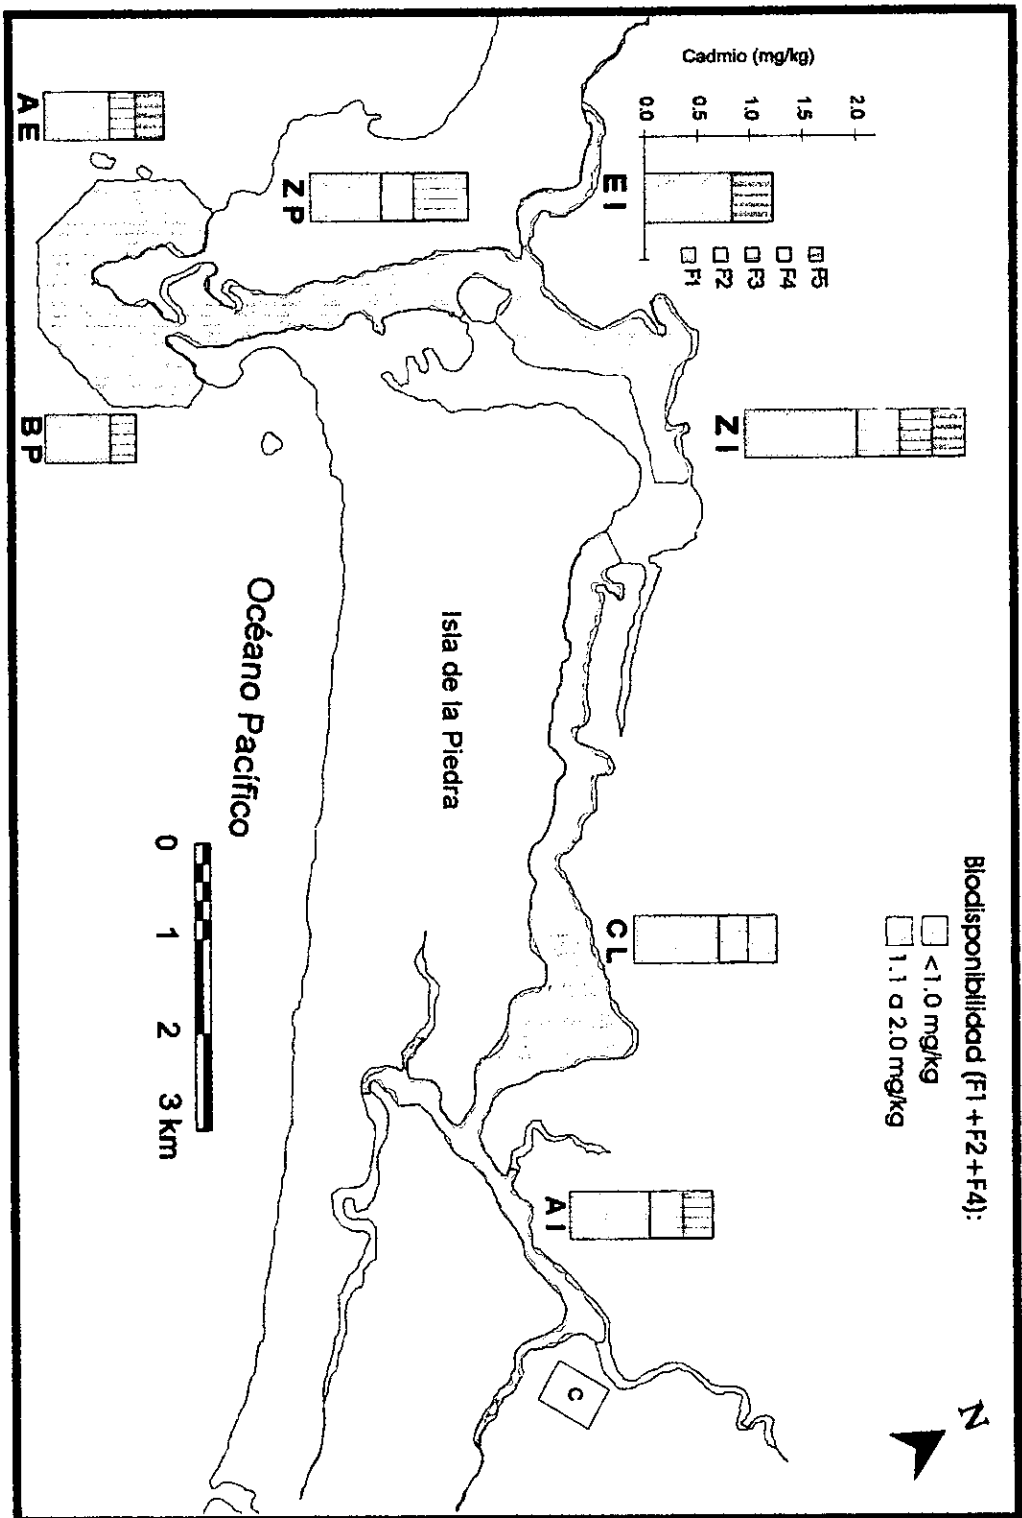 Cadmio (mg/kg)
0.0
0.5
1.0
1.5
2.0
E I
F5
F4
F3
F2
F1
Z I
C L
A I
Z P
A E
B P
Biodisponibilidad (F1+F2+F4):
<1.0 mg/kg
1.1 a 2.0 mg/kg
N
C
Isla de la Piedra
Océano Pacífico
0 1 2 3 km